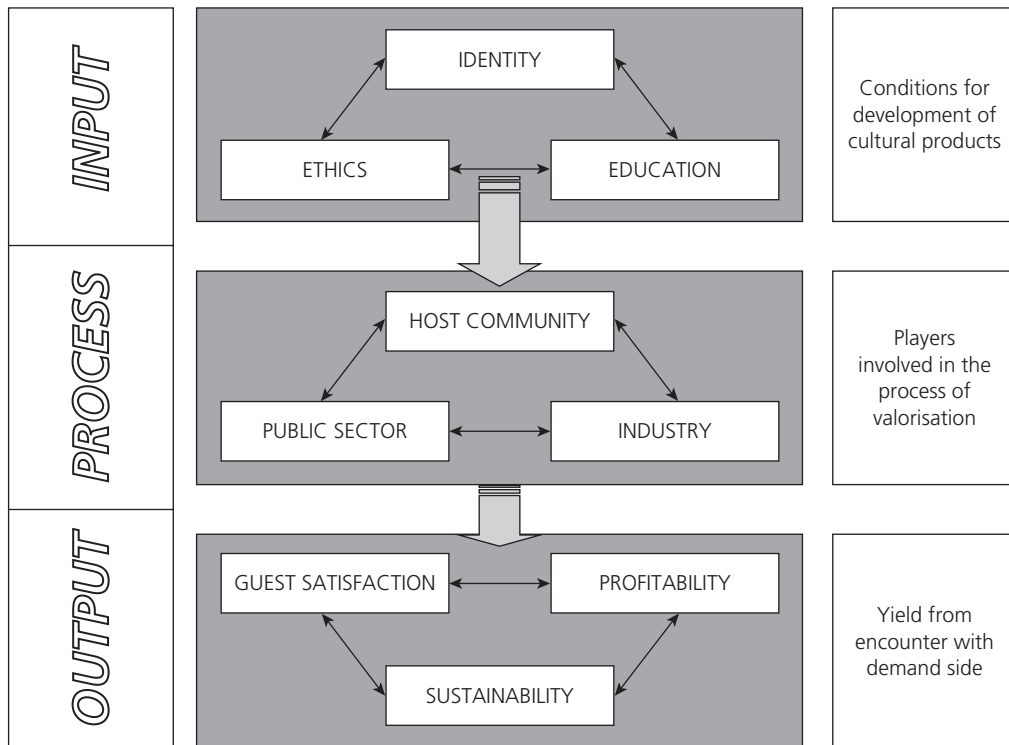 INPUT
IDENTITY
ETHICS
EDUCATION
Conditions for
development of
cultural products
PROCESS
HOST COMMUNITY
PUBLIC SECTOR
INDUSTRY
Players
involved in the
process of
valorisation
OUTPUT
GUEST SATISFACTION
PROFITABILITY
SUSTAINABILITY
Yield from
encounter with
demand side